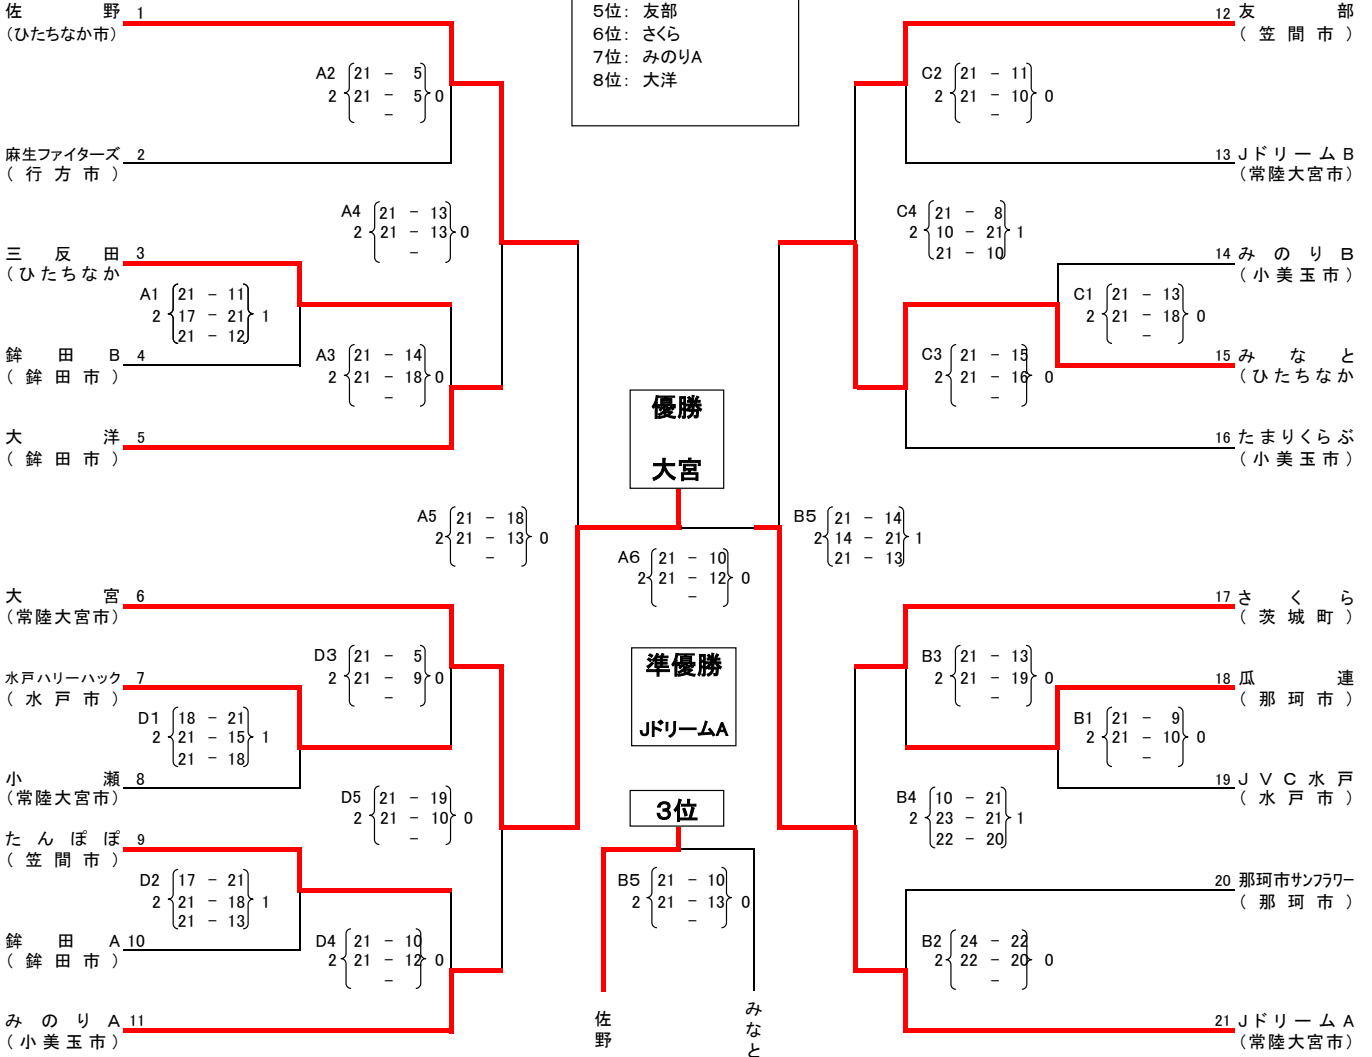 5位： 友部
6位： さくら
7位： みのりA
8位： 大洋
佐野 1
(ひたちなか市)
A2 21 - 5
2 21 - 5 0
-
麻生ファイターズ 2
(行方市)
A4 21 - 13
2 21 - 13 0
-
三反田 3
(ひたちなか
A1 21 - 11
2 17 - 21 1
21 - 12
鉾田B 4
(鉾田市)
A3 21 - 14
2 21 - 18 0
-
大洋 5
(鉾田市)
A5 21 - 18
2 21 - 13 0
-
大宮 6
(常陸大宮市)
D3 21 - 5
2 21 - 9 0
-
水戸ハリーハック 7
(水戸市)
D1 18 - 21
2 21 - 15 1
21 - 18
小瀬 8
(常陸大宮市)
D5 21 - 19
2 21 - 10 0
-
たんぽぽ 9
(笠間市)
D2 17 - 21
2 21 - 18 1
21 - 13
鉾田A 10
(鉾田市)
D4 21 - 10
2 21 - 12 0
-
みのりA 11
(小美玉市)
優勝
大宮
A6 21 - 10
2 21 - 12 0
-
準優勝
JドリームA
3位
B5 21 - 10
2 21 - 13 0
-
佐野
みなと
12 友部
(笠間市)
C2 21 - 11
2 21 - 10 0
-
13 JドリームB
(常陸大宮市)
C4 21 - 8
2 10 - 21 1
21 - 10
14 みのりB
(小美玉市)
C1 21 - 13
2 21 - 18 0
-
15 みなと
(ひたちなか
C3 21 - 15
2 21 - 16 0
-
16 たまりくらぶ
(小美玉市)
B5 21 - 14
2 14 - 21 1
21 - 13
17 さくら
(茨城町)
B3 21 - 13
2 21 - 19 0
-
18 瓜連
(那珂市)
B1 21 - 9
2 21 - 10 0
-
19 JVC水戸
(水戸市)
B4 10 - 21
2 23 - 21 1
22 - 20
20 那珂市サンフラワー
(那珂市)
B2 24 - 22
2 22 - 20 0
-
21 JドリームA
(常陸大宮市)